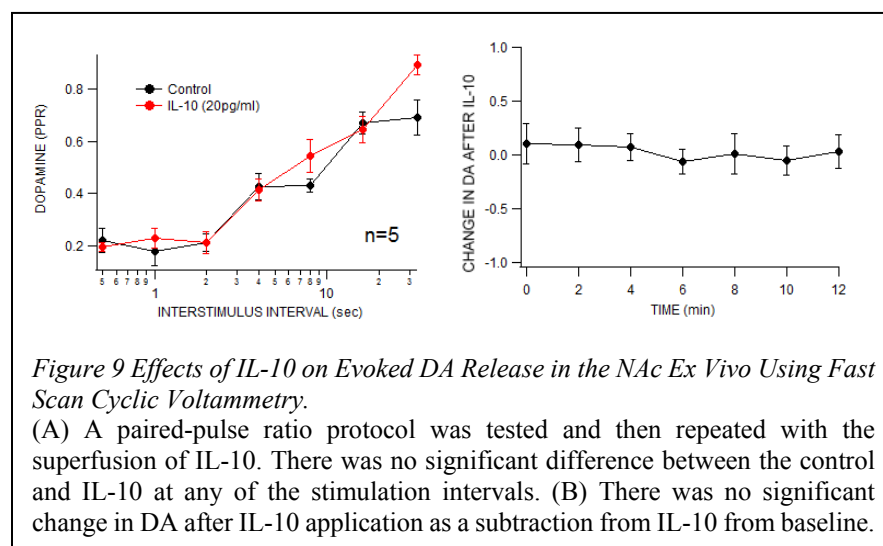 1.0
0.5
0.0
-0.5
-1.0
CHANGE IN DA AFTER IL-10
0 2 4 6 8 10 12
TIME (min)
0.8
0.6
0.4
0.2
DOPAMINE (PPR)
Control
IL-10 (20pg/ml)
n=5
5 6 7 8 9 1 2 3 4 5 6 7 8 9 10 2 3
INTERSTIMULUS INTERVAL (sec)
Figure 9 Effects of IL-10 on Evoked DA Release in the NAc Ex Vivo Using Fast
Scan Cyclic Voltammetry.
(A) A paired-pulse ratio protocol was tested and then repeated with the
superfusion of IL-10. There was no significant difference between the control
and IL-10 at any of the stimulation intervals. (B) There was no significant
change in DA after IL-10 application as a subtraction from IL-10 from baseline.